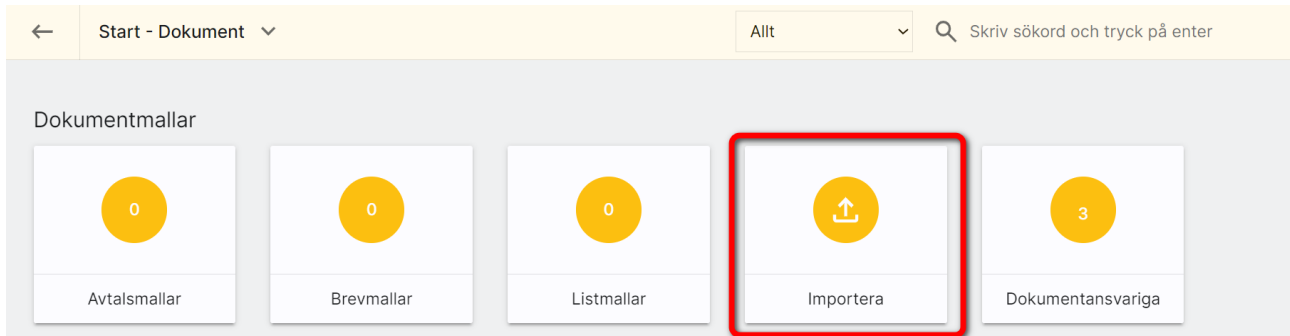 Start - Dokument
Allt
Skriv sökord och tryck på enter
Dokumentmallar
0
0
0
3
Avtalsmallar
Brevmallar
Listmallar
Importera
Dokumentansvariga